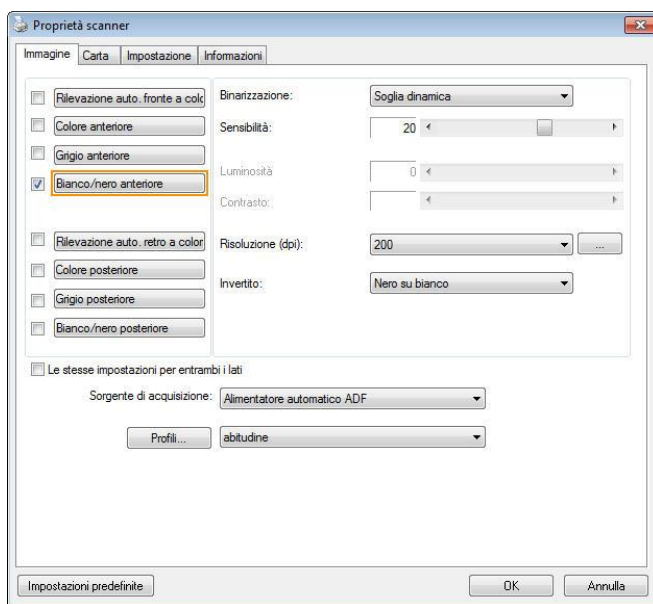 Proprietà scanner
Immagine Carta Impostazione Informazioni
Rilevazione auto. fronte a colo
Binarizzazione: Soglia dinamica
Colore anteriore
Sensibilità: 20
Grigio anteriore
Luminosità 0
Bianco/nero anteriore
Contrasto:
Rilevazione auto. retro a color
Risoluzione (dpi): 200 ...
Colore posteriore
Invertito: Nero su bianco
Grigio posteriore
Bianco/nero posteriore
Le stesse impostazioni per entrambi i lati
Sorgente di acquisizione: Alimentatore automatico ADF
Profili... abitudine
Impostazioni predefinite OK Annulla